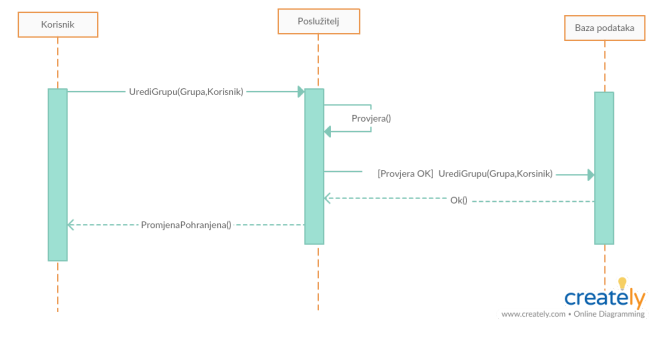 Korisnik
Poslužitelj
Baza podataka
UrediGrupu(Grupa,Korisnik)
Provjera()
[Provjera OK] UrediGrupu(Grupa,Korsinik)
Ok()
PromjenaPohranjena()
creately
www.creately.com • Online Diagramming